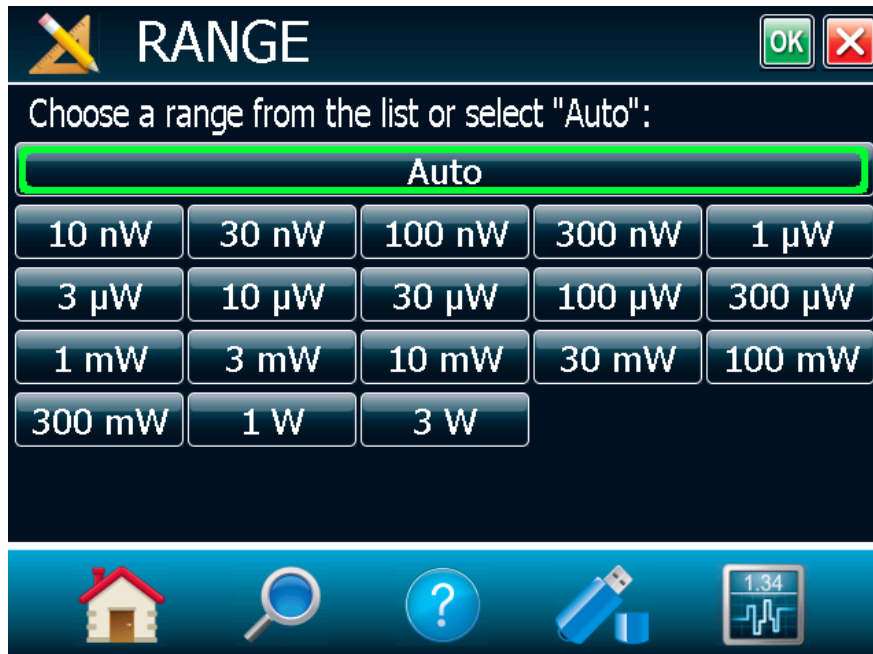 RANGE OK
Choose a range from the list or select "Auto":
Auto
10 nW 30 nW 100 nW 300 nW 1 µW
3 µW 10 µW 30 µW 100 µW 300 µW
1 mW 3 mW 10 mW 30 mW 100 mW
300 mW 1 W 3 W
? 1.34